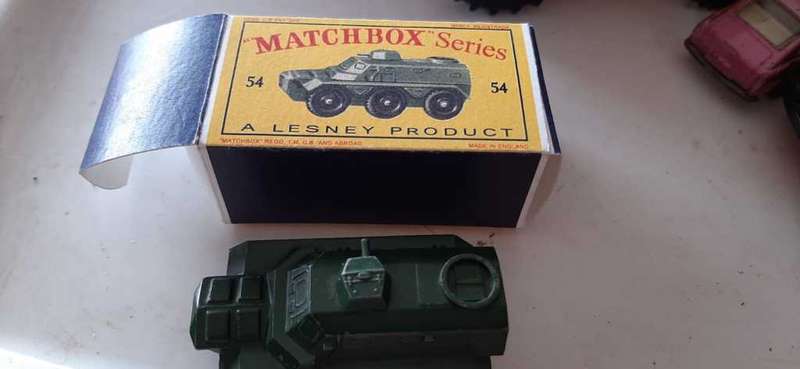 "MATCHBOX" Series
54
54
A LESNEY PRODUCT
"MATCHBOX" REGD. T.M. G.B. AND ABROAD
MADE IN ENGLAND